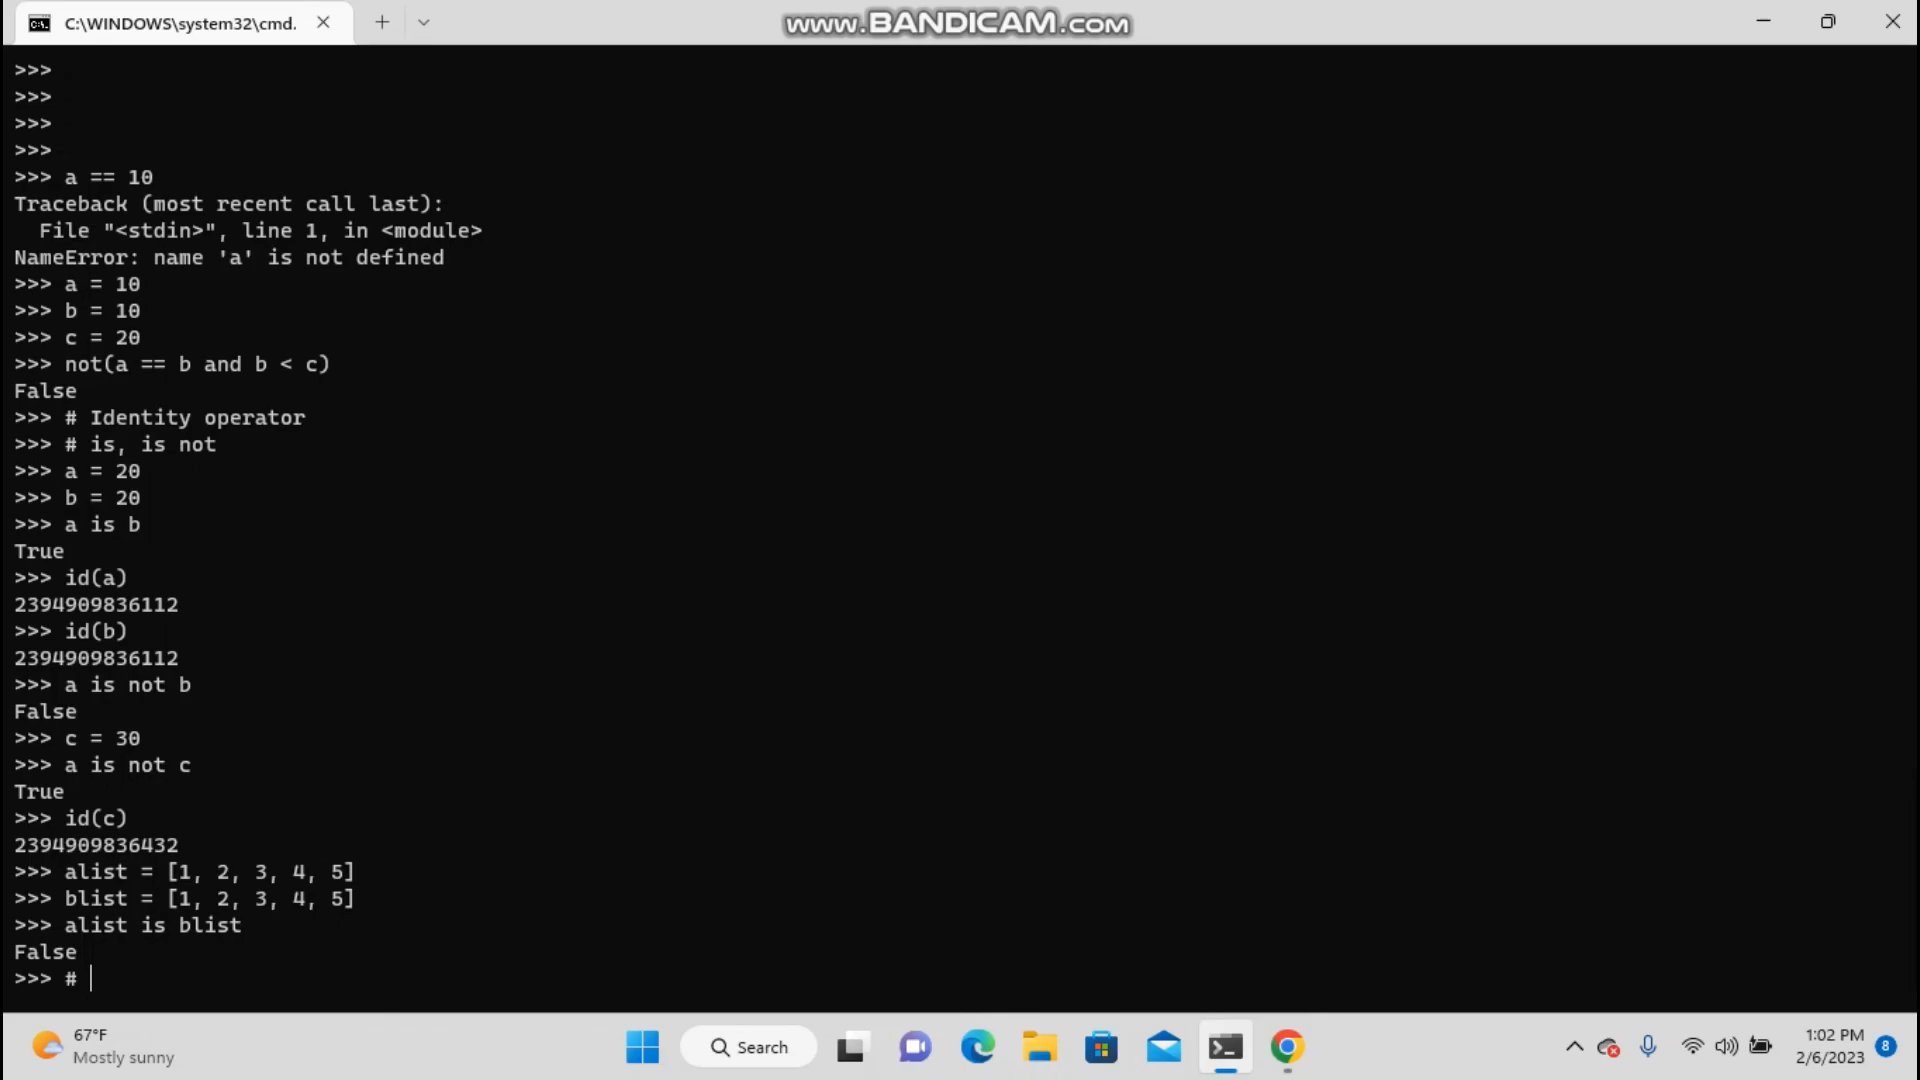 C:\WINDOWS\system32\cmd.
www.BANDICAM.com
>>>
>>>
>>>
>>>
>>> a == 10
Traceback (most recent call last):
  File "<stdin>", line 1, in <module>
NameError: name 'a' is not defined
>>> a = 10
>>> b = 10
>>> c = 20
>>> not(a == b and b < c)
False
>>> # Identity operator
>>> # is, is not
>>> a = 20
>>> b = 20
>>> a is b
True
>>> id(a)
2394909836112
>>> id(b)
2394909836112
>>> a is not b
False
>>> c = 30
>>> a is not c
True
>>> id(c)
2394909836432
>>> alist = [1, 2, 3, 4, 5]
>>> blist = [1, 2, 3, 4, 5]
>>> alist is blist
False
>>> #
67°F
Mostly sunny
Search
1:02 PM
2/6/2023
8